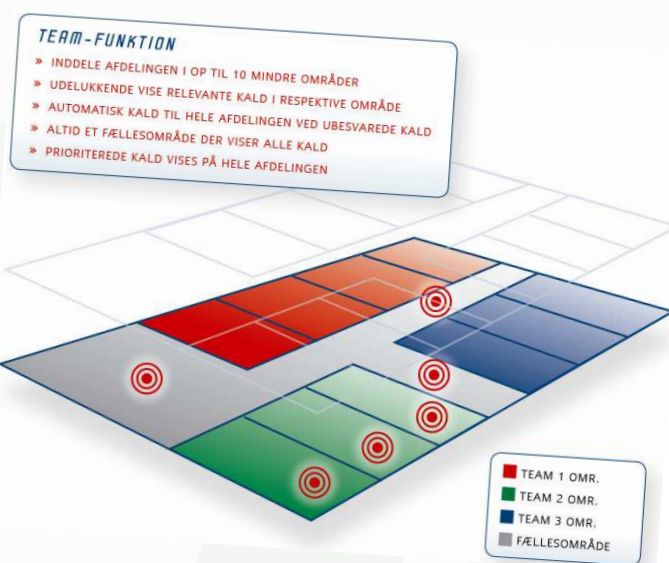 TEAM-FUNKTION
» INDDELE AFDELINGEN I OP TIL 10 MINDRE OMRÅDER
» UDELUKKENDE VISE RELEVANTE KALD I RESPEKTIVE OMRÅDE
» AUTOMATISK KALD TIL HELE AFDELINGEN VED UBESVAREDE KALD
» ALTID ET FÆLLESOMRÅDE DER VISER ALLE KALD
» PRIORITEREDE KALD VISES PÅ HELE AFDELINGEN
TEAM 1 OMR.
TEAM 2 OMR.
TEAM 3 OMR.
FÆLLESOMRÅDE